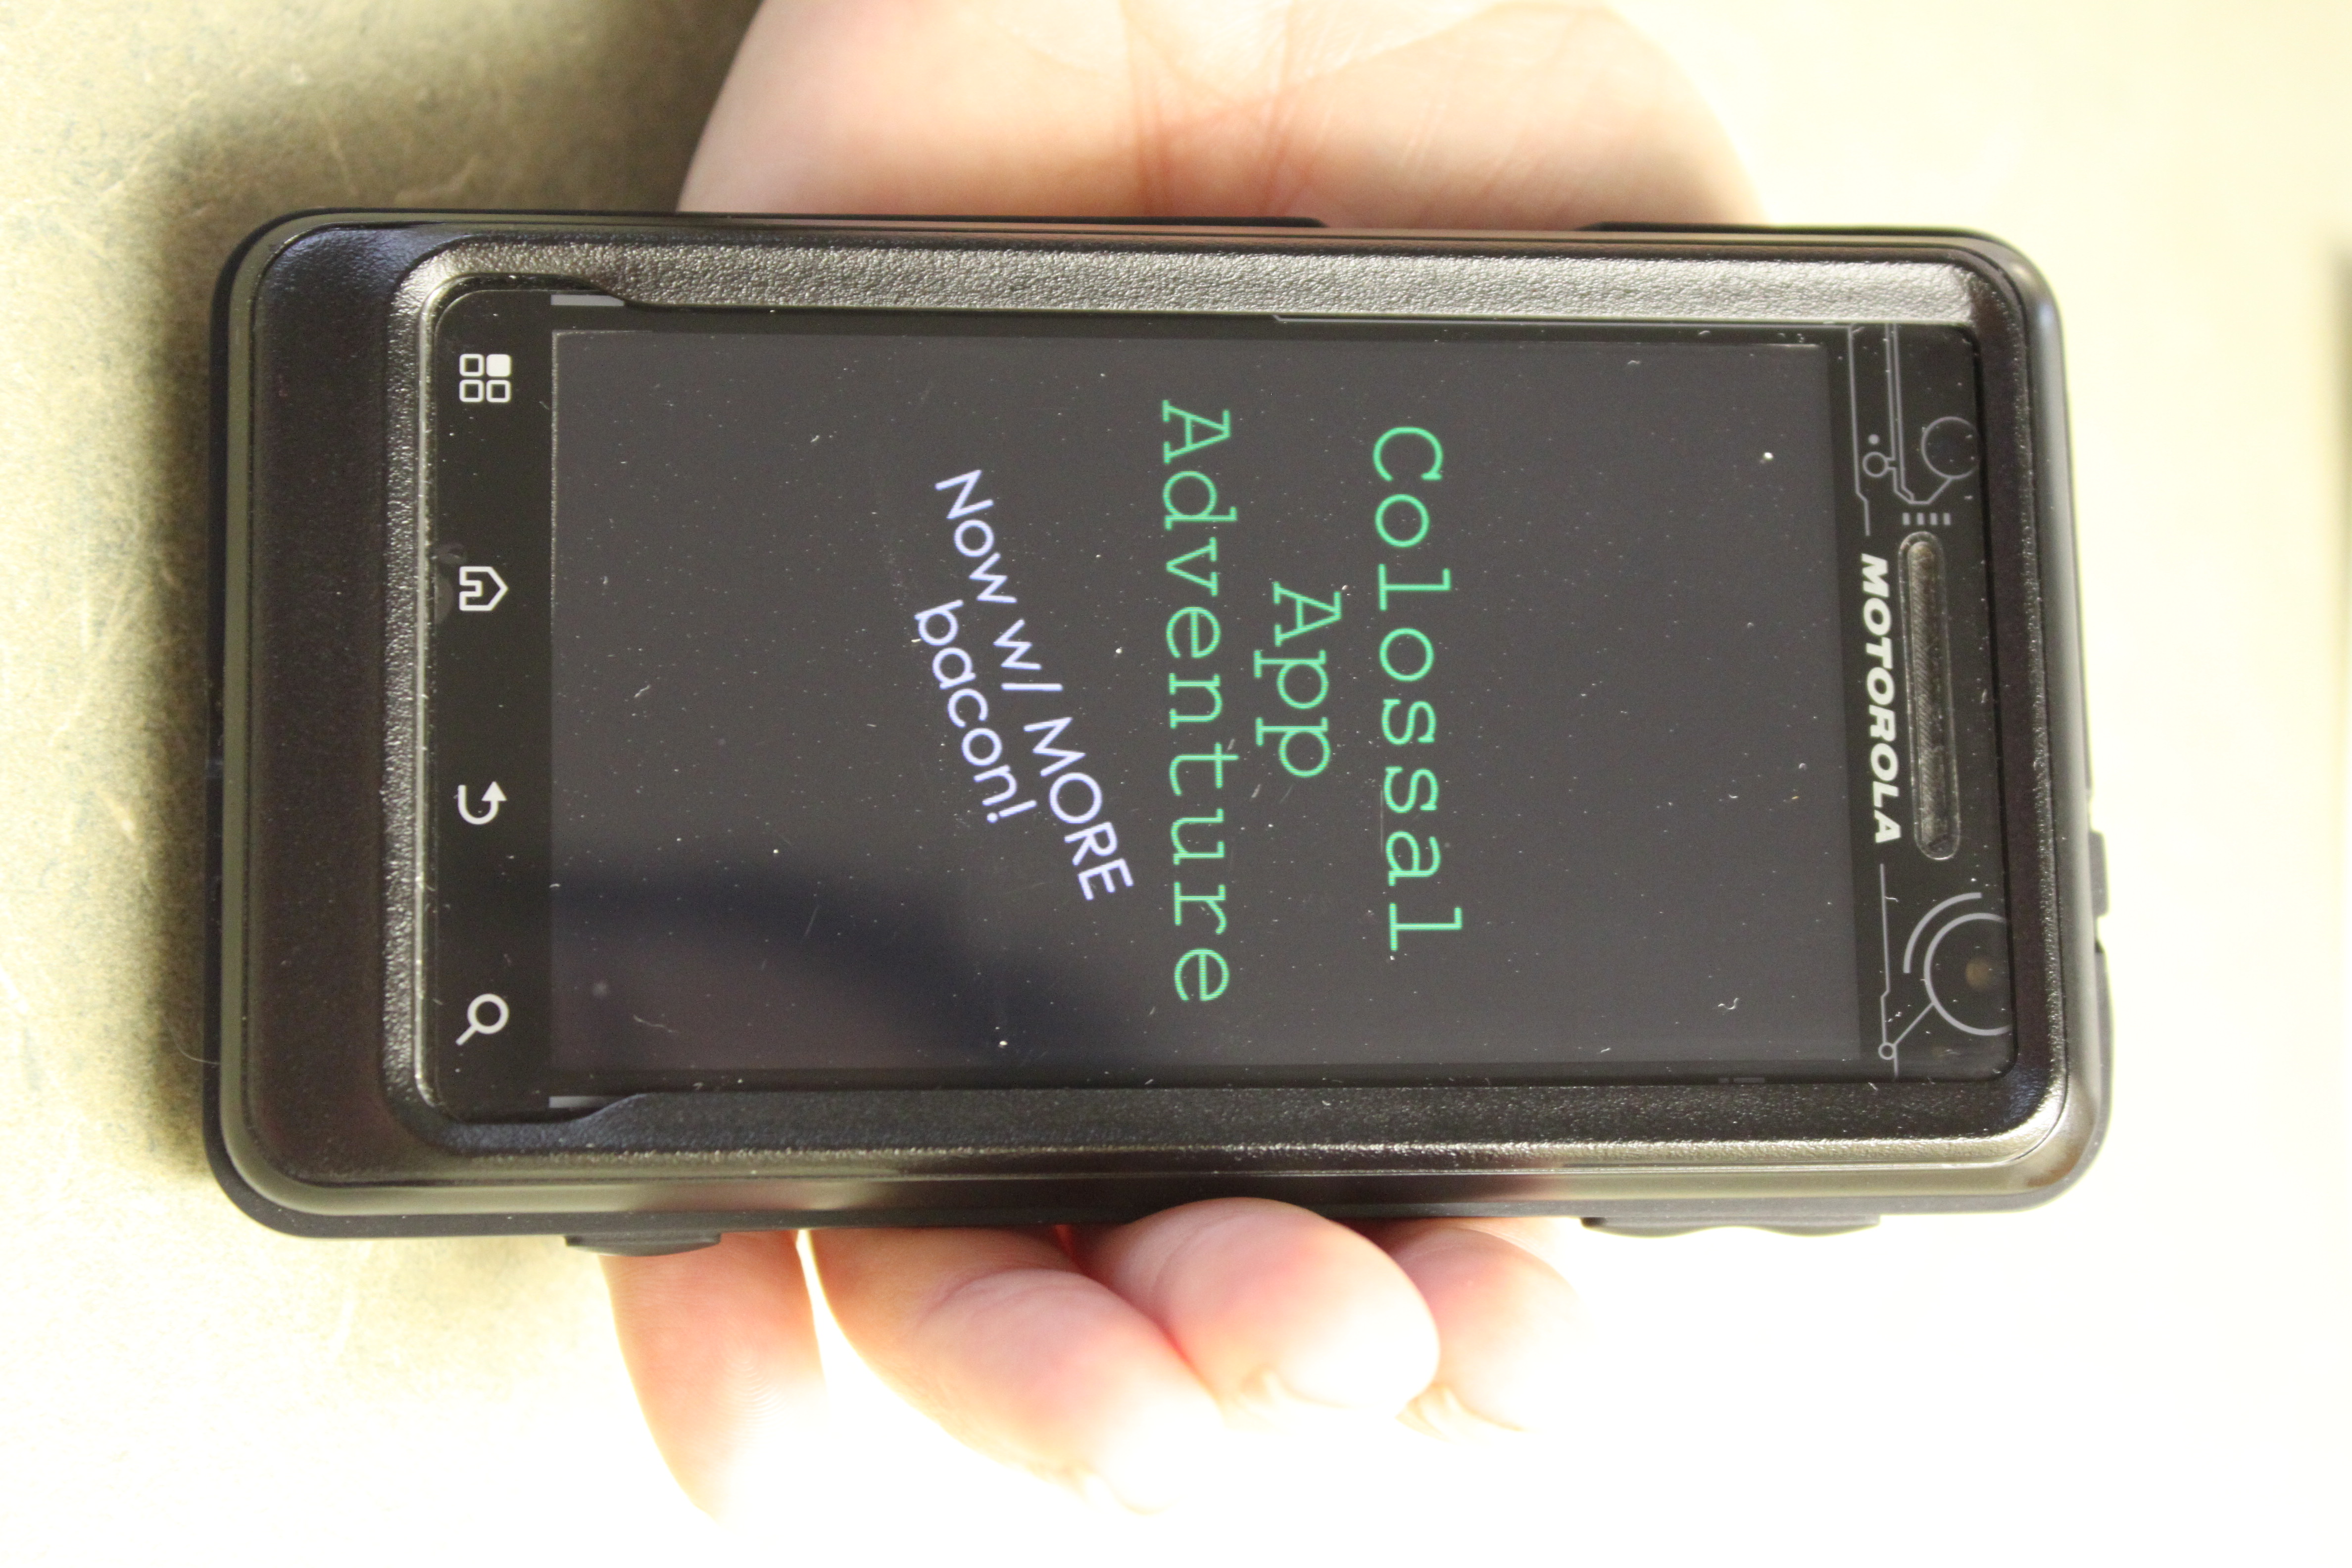 MOTOROLA
Colossal
App
Adventure
Now w/ MORE
bacon!